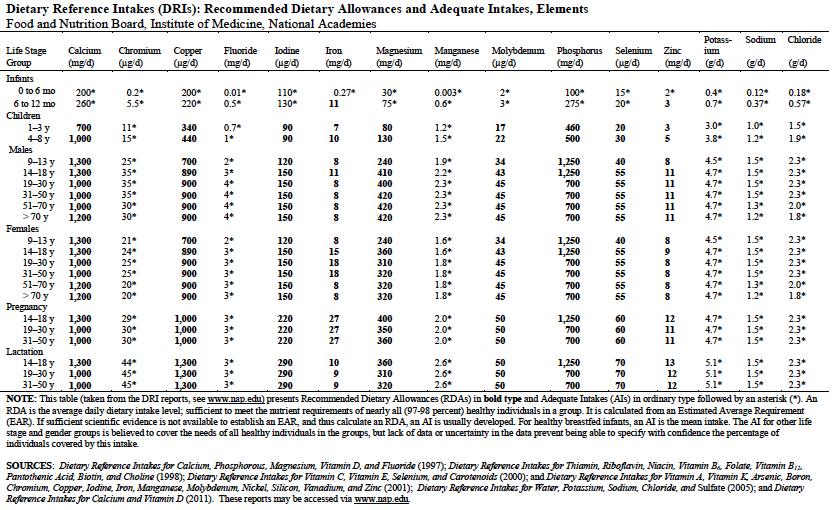 Dietary Reference Intakes (DRIs): Recommended Dietary Allowances and Adequate Intakes, Elements
Food and Nutrition Board, Institute of Medicine, National Academies
Life Stage Group Calcium (mg/d) Chromium (µg/d) Copper (µg/d) Fluoride (mg/d) Iodine (µg/d) Iron (mg/d) Magnesium (mg/d) Manganese (mg/d) Molybdenum (µg/d) Phosphorus (mg/d) Selenium (µg/d) Zinc (mg/d) Potass-ium (g/d) Sodium (g/d) Chloride (g/d)
Infants
0 to 6 mo 200* 0.2* 200* 0.01* 110* 0.27* 30* 0.003* 2* 100* 15* 2* 0.4* 0.12* 0.18*
6 to 12 mo 260* 5.5* 220* 0.5* 130* 11 75* 0.6* 3* 275* 20* 3 0.7* 0.37* 0.57*
Children
1–3 y 700 11* 340 0.7* 90 7 80 1.2* 17 460 20 3 3.0* 1.0* 1.5*
4–8 y 1,000 15* 440 1* 90 10 130 1.5* 22 500 30 5 3.8* 1.2* 1.9*
Males
9–13 y 1,300 25* 700 2* 120 8 240 1.9* 34 1,250 40 8 4.5* 1.5* 2.3*
14–18 y 1,300 35* 890 3* 150 11 410 2.2* 43 1,250 55 11 4.7* 1.5* 2.3*
19–30 y 1,000 35* 900 4* 150 8 400 2.3* 45 700 55 11 4.7* 1.5* 2.3*
31–50 y 1,000 35* 900 4* 150 8 420 2.3* 45 700 55 11 4.7* 1.5* 2.3*
51–70 y 1,000 30* 900 4* 150 8 420 2.3* 45 700 55 11 4.7* 1.3* 2.0*
> 70 y 1,200 30* 900 4* 150 8 420 2.3* 45 700 55 11 4.7* 1.2* 1.8*
Females
9–13 y 1,300 21* 700 2* 120 8 240 1.6* 34 1,250 40 8 4.5* 1.5* 2.3*
14–18 y 1,300 24* 890 3* 150 15 360 1.6* 43 1,250 55 9 4.7* 1.5* 2.3*
19–30 y 1,000 25* 900 3* 150 18 310 1.8* 45 700 55 8 4.7* 1.5* 2.3*
31–50 y 1,000 25* 900 3* 150 18 320 1.8* 45 700 55 8 4.7* 1.5* 2.3*
51–70 y 1,200 20* 900 3* 150 8 320 1.8* 45 700 55 8 4.7* 1.3* 2.0*
> 70 y 1,200 20* 900 3* 150 8 320 1.8* 45 700 55 8 4.7* 1.2* 1.8*
Pregnancy
14–18 y 1,300 29* 1,000 3* 220 27 400 2.0* 50 1,250 60 12 4.7* 1.5* 2.3*
19–30 y 1,000 30* 1,000 3* 220 27 350 2.0* 50 700 60 11 4.7* 1.5* 2.3*
31–50 y 1,000 30* 1,000 3* 220 27 360 2.0* 50 700 60 11 4.7* 1.5* 2.3*
Lactation
14–18 y 1,300 44* 1,300 3* 290 10 360 2.6* 50 1,250 70 13 5.1* 1.5* 2.3*
19–30 y 1,000 45* 1,300 3* 290 9 310 2.6* 50 700 70 12 5.1* 1.5* 2.3*
31–50 y 1,000 45* 1,300 3* 290 9 320 2.6* 50 700 70 12 5.1* 1.5* 2.3*
NOTE: This table (taken from the DRI reports, see www.nap.edu) presents Recommended Dietary Allowances (RDAs) in bold type and Adequate Intakes (AIs) in ordinary type followed by an asterisk (*). An
RDA is the average daily dietary intake level; sufficient to meet the nutrient requirements of nearly all (97-98 percent) healthy individuals in a group. It is calculated from an Estimated Average Requirement
(EAR). If sufficient scientific evidence is not available to establish an EAR, and thus calculate an RDA, an AI is usually developed. For healthy breastfed infants, an AI is the mean intake. The AI for other life
stage and gender groups is believed to cover the needs of all healthy individuals in the groups, but lack of data or uncertainty in the data prevent being able to specify with confidence the percentage of
individuals covered by this intake.
SOURCES: Dietary Reference Intakes for Calcium, Phosphorous, Magnesium, Vitamin D, and Fluoride (1997); Dietary Reference Intakes for Thiamin, Riboflavin, Niacin, Vitamin B6, Folate, Vitamin B12,
Pantothenic Acid, Biotin, and Choline (1998); Dietary Reference Intakes for Vitamin C, Vitamin E, Selenium, and Carotenoids (2000); and Dietary Reference Intakes for Vitamin A, Vitamin K, Arsenic, Boron,
Chromium, Copper, Iodine, Iron, Manganese, Molybdenum, Nickel, Silicon, Vanadium, and Zinc (2001); Dietary Reference Intakes for Water, Potassium, Sodium, Chloride, and Sulfate (2005); and Dietary
Reference Intakes for Calcium and Vitamin D (2011). These reports may be accessed via www.nap.edu.